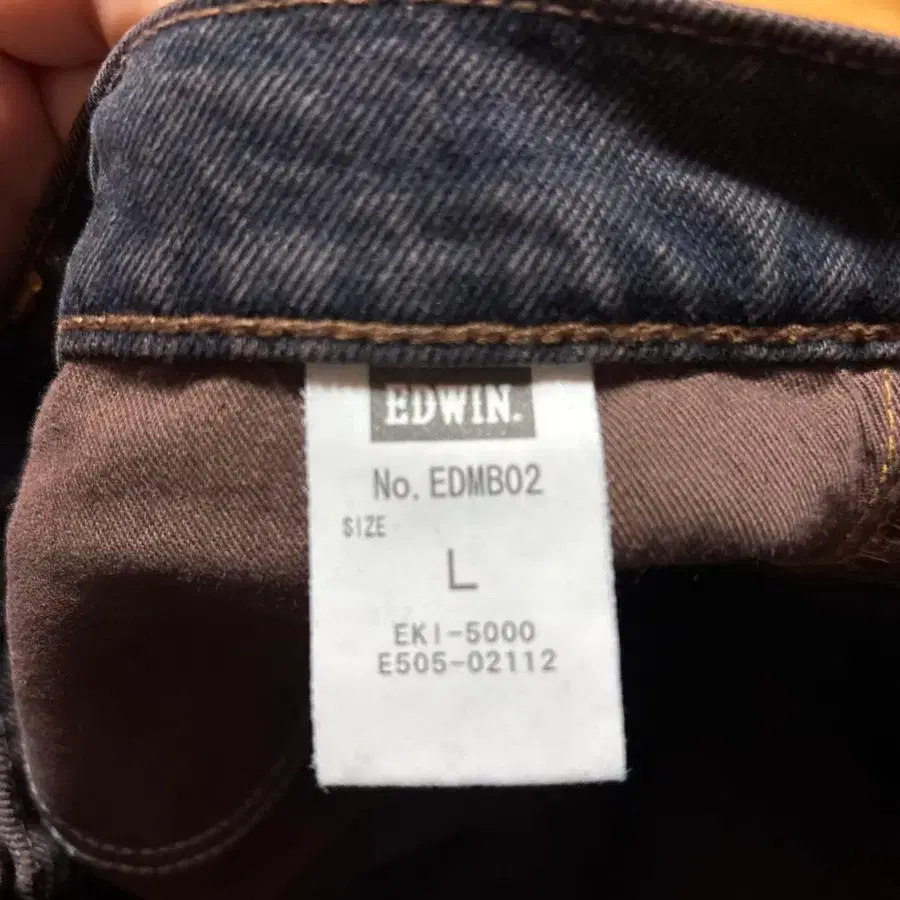 EDWIN.
No. EDMB02
SIZE
L
EKI-5000
E505-02112